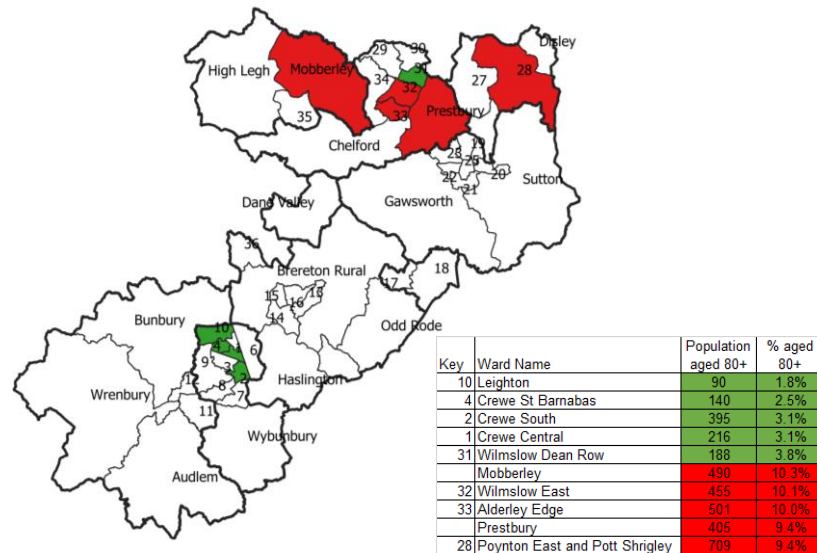 Disley
29
30
31
High Legh
Mobberley
34
32
27
28
35
33
Prestbury
Chelford
23
19
25
20
22
21
Sutton
Dane Valley
Gawsworth
36
Brereton Rural
18
17
15
13
16
14
Bunbury
10
Odd Rode
4
6
9
3
2
12
8
7
Haslington
Wrenbury
11
Wybunbury
Audlem
Key Ward Name Population aged 80+ % aged 80+
10 Leighton 90 1.8%
4 Crewe St Barnabas 140 2.5%
2 Crewe South 395 3.1%
1 Crewe Central 216 3.1%
31 Wilmslow Dean Row 188 3.8%
Mobberley 490 10.3%
32 Wilmslow East 455 10.1%
33 Alderley Edge 501 10.0%
Prestbury 405 9.4%
28 Poynton East and Pott Shrigley 709 9.4%